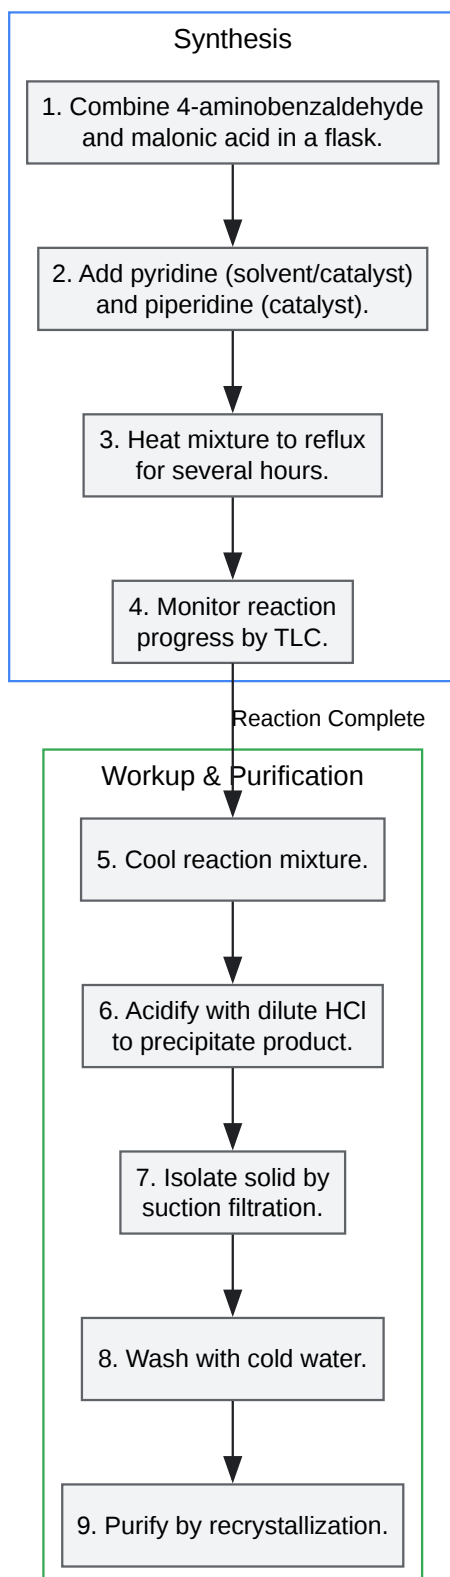 Synthesis
1. Combine 4-aminobenzaldehyde
and malonic acid in a flask.
2. Add pyridine (solvent/catalyst)
and piperidine (catalyst).
3. Heat mixture to reflux
for several hours.
4. Monitor reaction
progress by TLC.
Reaction Complete
Workup & Purification
5. Cool reaction mixture.
6. Acidify with dilute HCl
to precipitate product.
7. Isolate solid by
suction filtration.
8. Wash with cold water.
9. Purify by recrystallization.